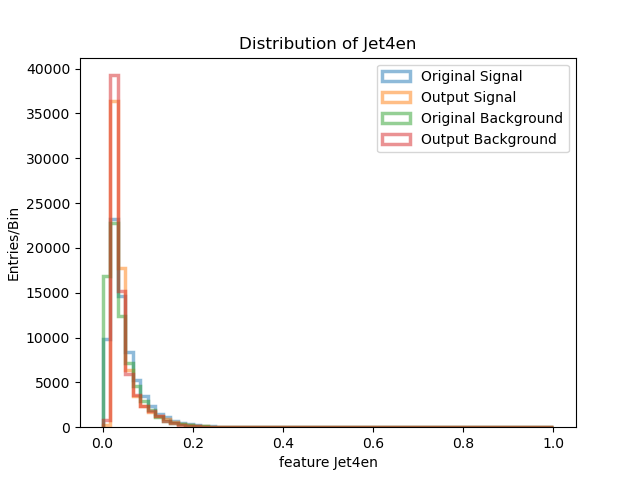 Distribution of Jet4en
Entries/Bin
40000
35000
30000
25000
20000
15000
10000
5000
0
0.0 0.2 0.4 0.6 0.8 1.0
feature Jet4en
Original Signal
Output Signal
Original Background
Output Background